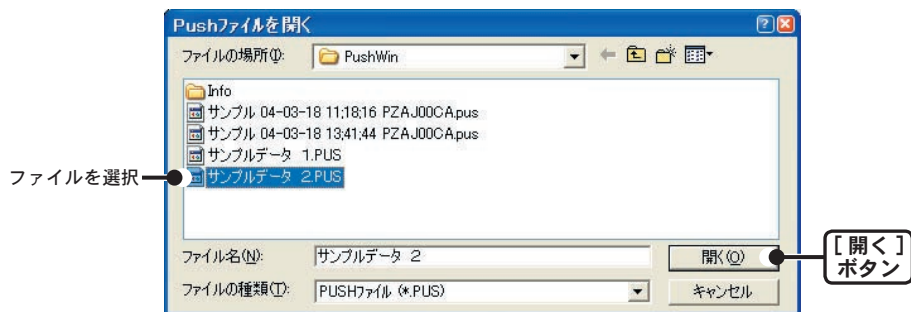 Pushファイルを開く
ファイルの場所(I):
PushWin
Info
サンプル 04-03-18 11;18;16 PZAJ00CA.pus
サンプル 04-03-18 13;41;44 PZAJ00CA.pus
サンプルデータ 1.PUS
サンプルデータ 2.PUS
ファイルを選択
ファイル名(N):
サンプルデータ 2
開く(O)
[開く]
ボタン
ファイルの種類(T):
PUSHファイル (*.PUS)
キャンセル